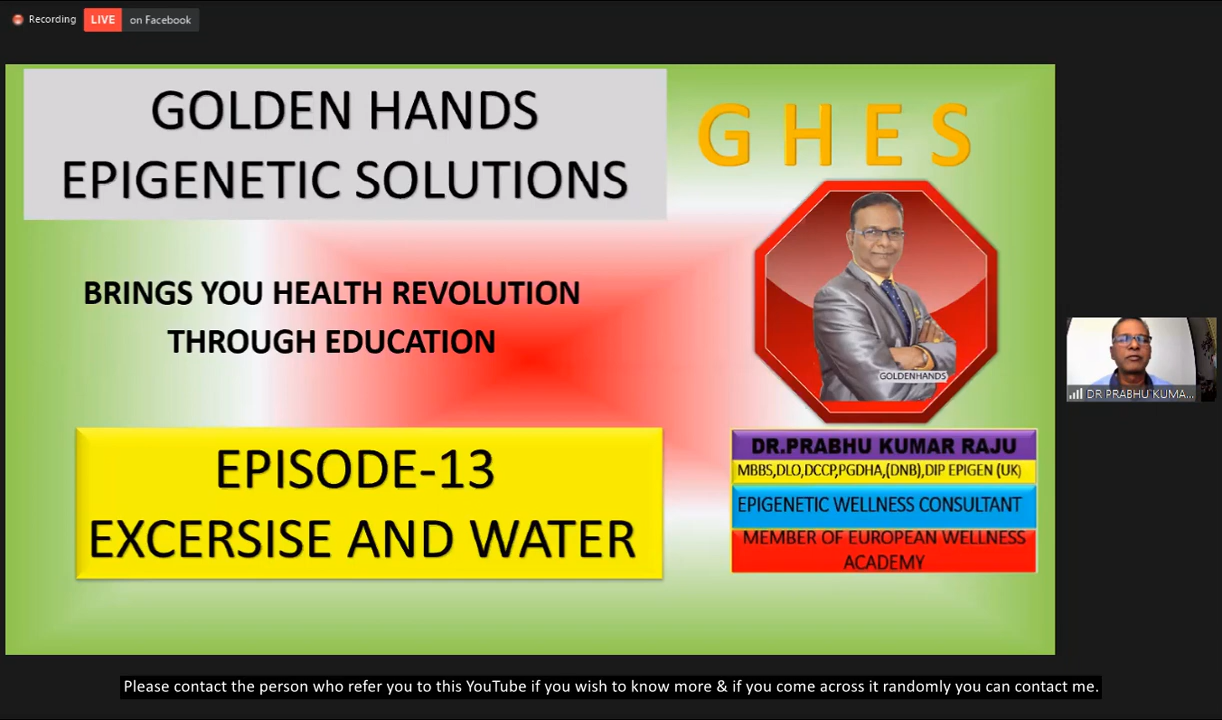 Recording LIVE on Facebook
GOLDEN HANDS
EPIGENETIC SOLUTIONS
G H E S
BRINGS YOU HEALTH REVOLUTION
THROUGH EDUCATION
GOLDENHANDS
EPISODE-13
EXCERSISE AND WATER
DR.PRABHU KUMAR RAJU
MBBS,DLO,DCCP,PGDHA,(DNB),DIP EPIGEN (UK)
EPIGENETIC WELLNESS CONSULTANT
MEMBER OF EUROPEAN WELLNESS
ACADEMY
DR PRABHU KUMA...
Please contact the person who refer you to this YouTube if you wish to know more & if you come across it randomly you can contact me.